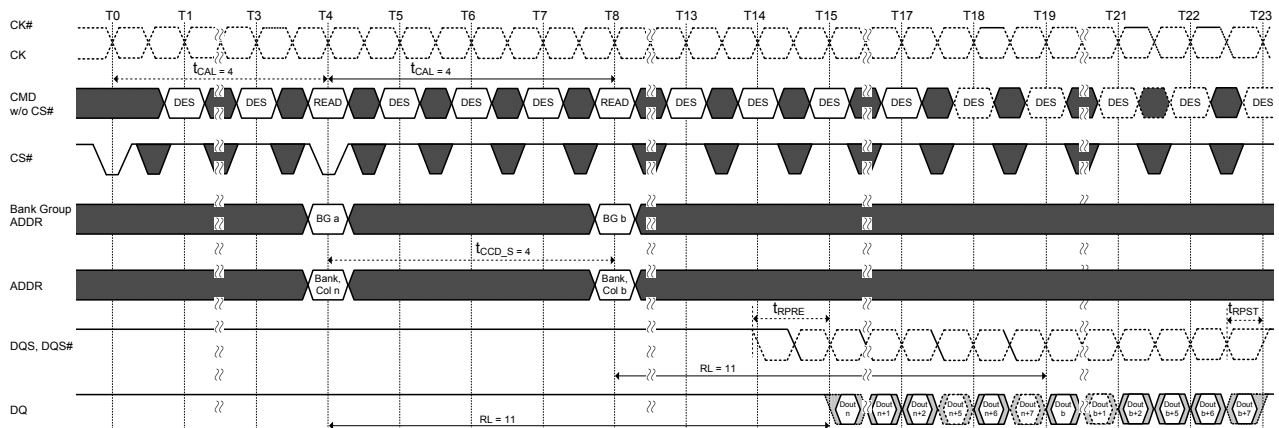 CK#
CK
T0 T1 T3 T4 T5 T6 T7 T8 T13 T14 T15 T17 T18 T19 T21 T22 T23
tCAL = 4 tCAL = 4
CMD
w/o CS#
DES DES READ DES DES DES READ DES DES DES DES DES DES DES DES DES
CS#
Bank Group
ADDR
BG a BG b
tCCD_S = 4
ADDR
Bank,
Col n
Bank,
Col b
tRPRE tRPST
DQS, DQS#
RL = 11
DQ
Dout
n
Dout
n+1
Dout
n+2
Dout
n+5
Dout
n+6
Dout
n+7
Dout
b
Dout
b+1
Dout
b+2
Dout
b+5
Dout
b+6
Dout
b+7
RL = 11